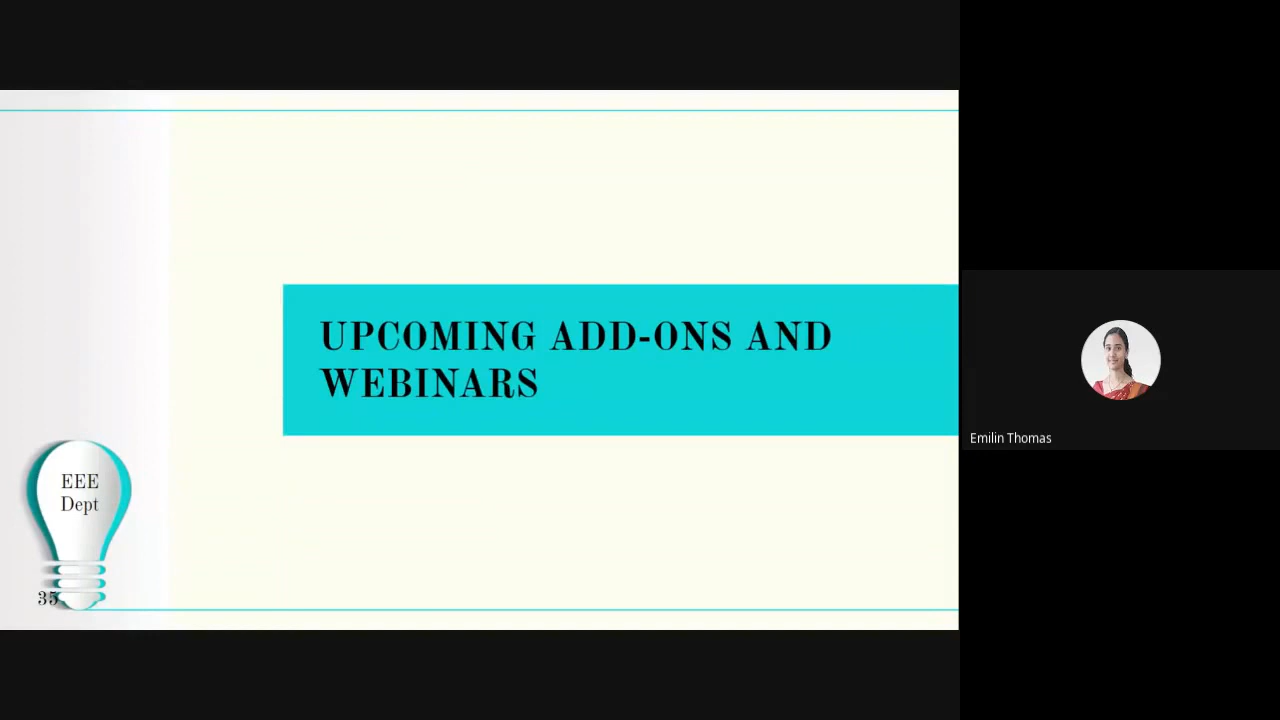 UPCOMING ADD-ONS AND
WEBINARS
EEE
Dept
35
Emilin Thomas